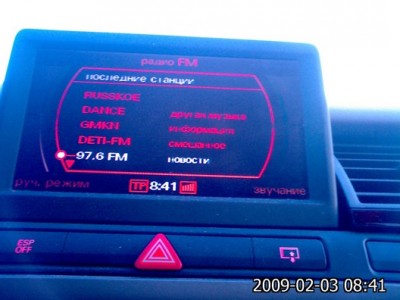 радио FM
последние станции
RUSSKOE
DANCE другая музыка
GMKN информация
DETI-FM смешанное
97.6 FM новости
руч. режим TP 8:41 звучание
ESP OFF
2009-02-03 08:41